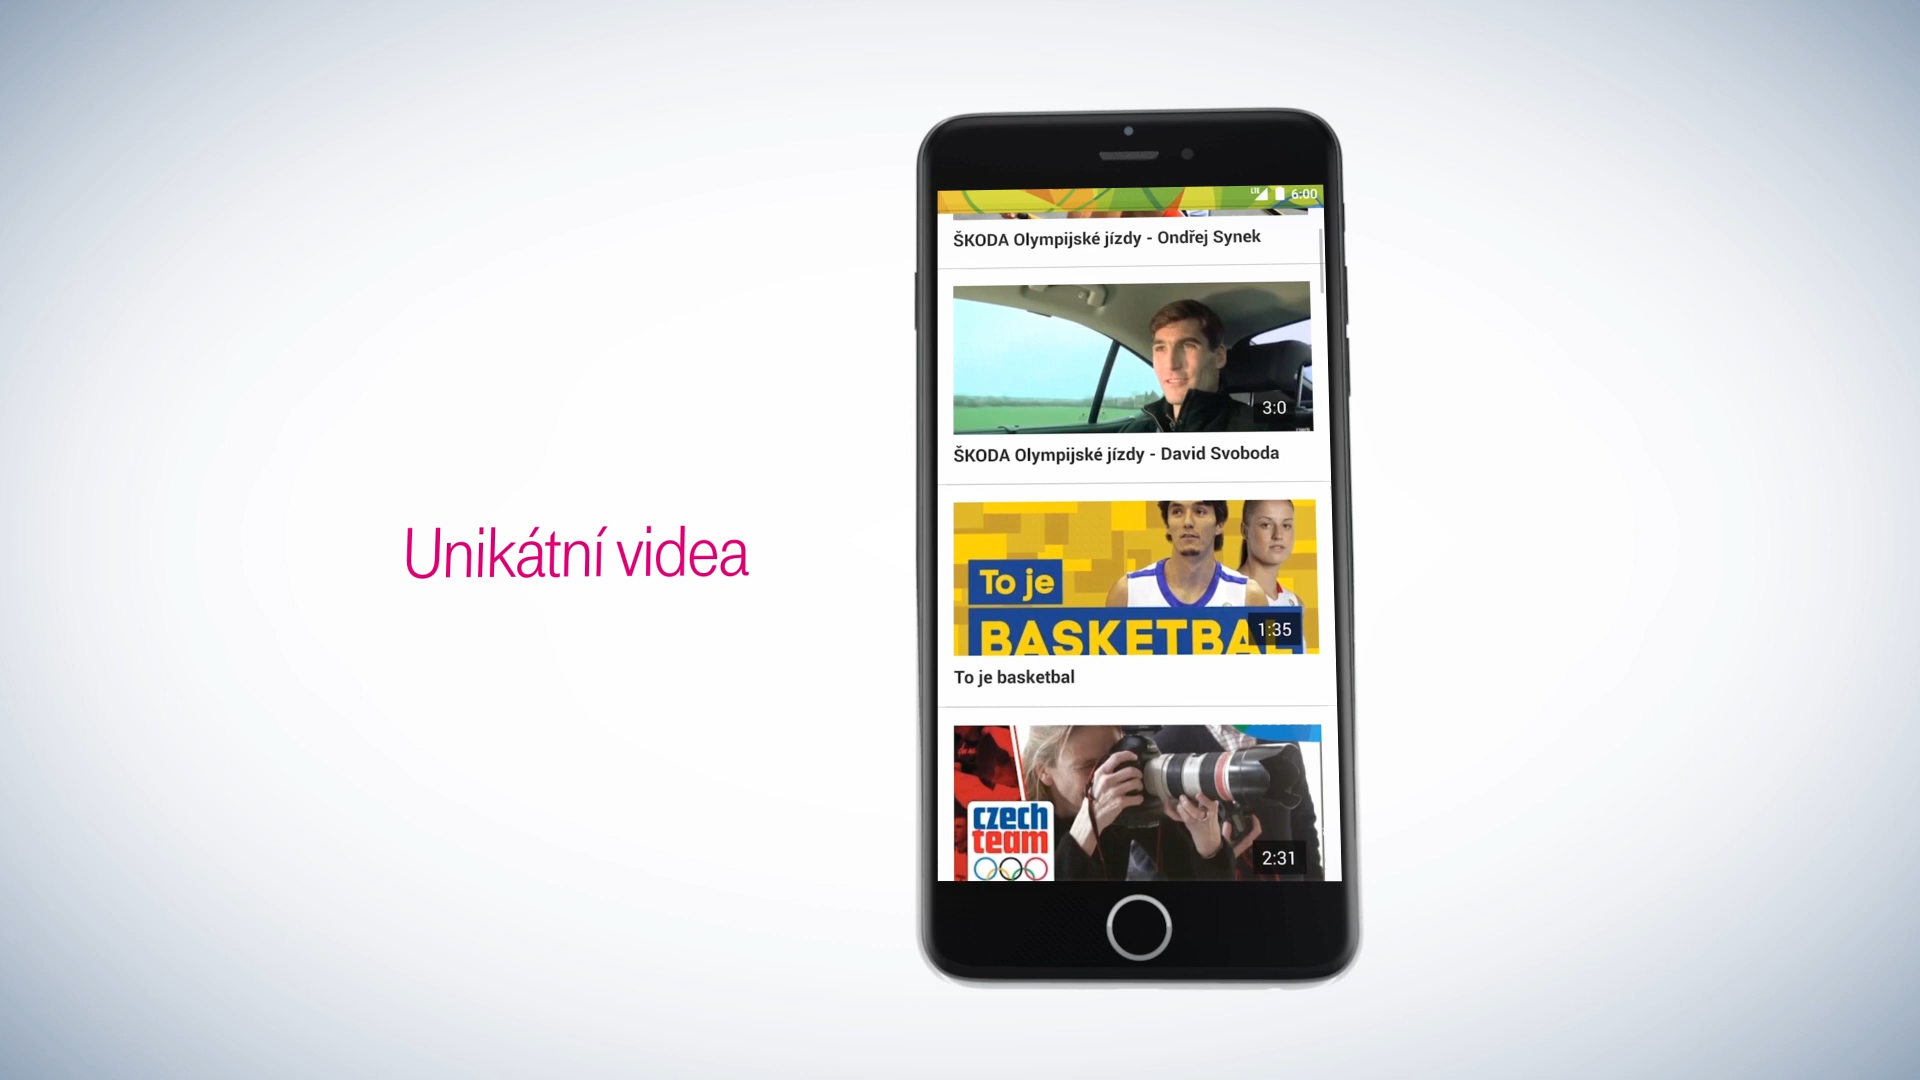 Unikátní videa
LTE 6:00
ŠKODA Olympijské jízdy - Ondřej Synek
3:0
ŠKODA Olympijské jízdy - David Svoboda
To je
BASKETBAL
1:35
To je basketbal
czech
team
2:31